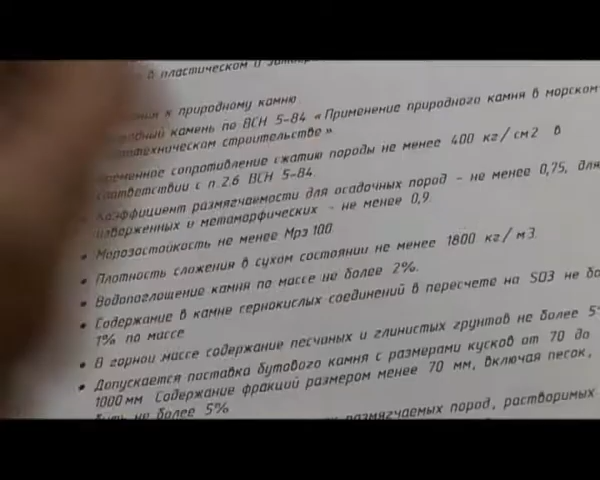 в пластическом и
к природному камню
камень по ВСН 5-84 «Применение природного камня в морском
строительстве».
сопротивление сжатию породы не менее 400 кг/см2 в
соответствии с п.2.6 ВСН 5-84.
Коэффициент размягчаемости для осадочных пород - не менее 0,75, для
изверженных и метаморфических - не менее 0,9.
• Морозостойкость не менее Мрз 100
• Плотность сложения в сухом состоянии не менее 1800 кг/м3.
• Водопоглощение камня по массе не более 2%.
• Содержание в камне сернокислых соединений в пересчете на SO3 не
1% по массе
• В горной массе содержание песчаных и глинистых грунтов не более
• Допускается поставка бутового камня с размерами кусков от 70 до
1000мм Содержание фракций размером менее 70 мм, включая песок,
быть не более 5%
размягчаемых пород, растворимых